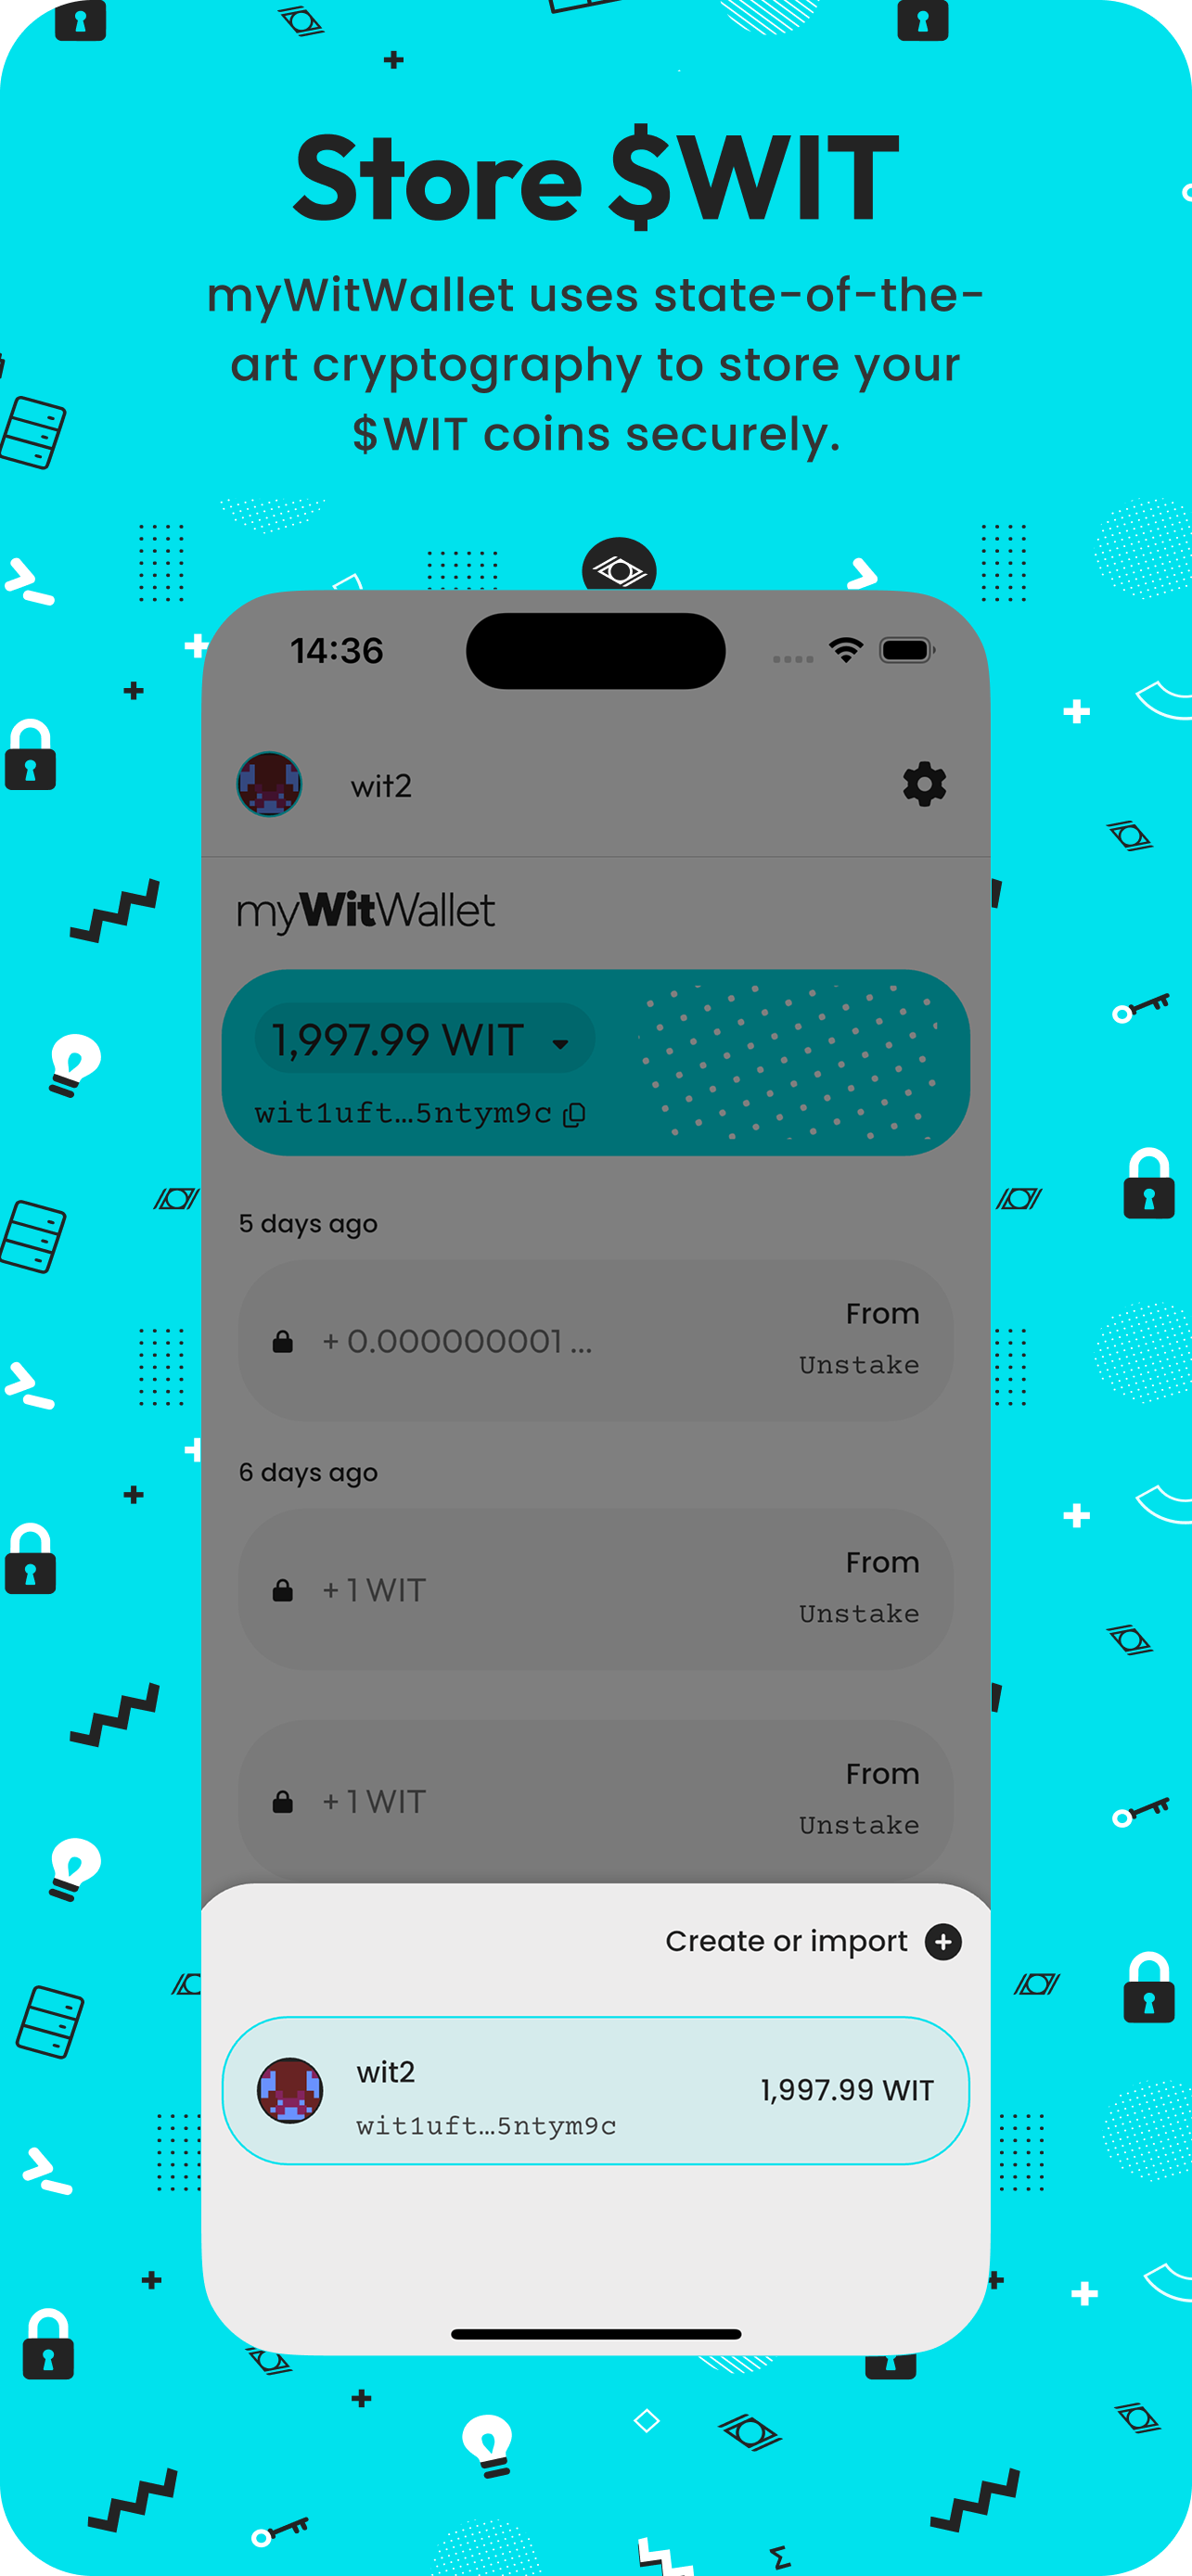 Store $WIT
myWitWallet uses state-of-the-
art cryptography to store your
$WIT coins securely.
14:36
wit2
myWitWallet
1,997.99 WIT
wit1uft…5ntym9c
5 days ago
From
+ 0.000000001 ...
Unstake
6 days ago
From
+ 1 WIT
Unstake
From
+ 1 WIT
Unstake
Create or import
wit2
1,997.99 WIT
wit1uft…5ntym9c